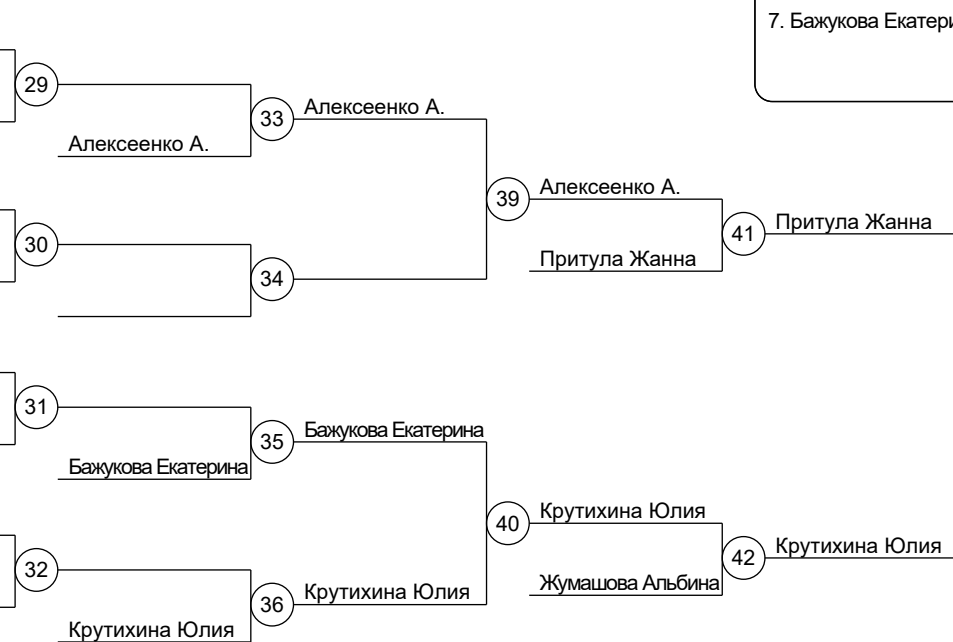 7. Бажукова Екатери
29
33
Алексеенко А.
Алексеенко А.
39
Алексеенко А.
41
Притула Жанна
30
Притула Жанна
34
31
35
Бажукова Екатерина
Бажукова Екатерина
40
Крутихина Юлия
42
Крутихина Юлия
32
Жумашова Альбина
36
Крутихина Юлия
Крутихина Юлия